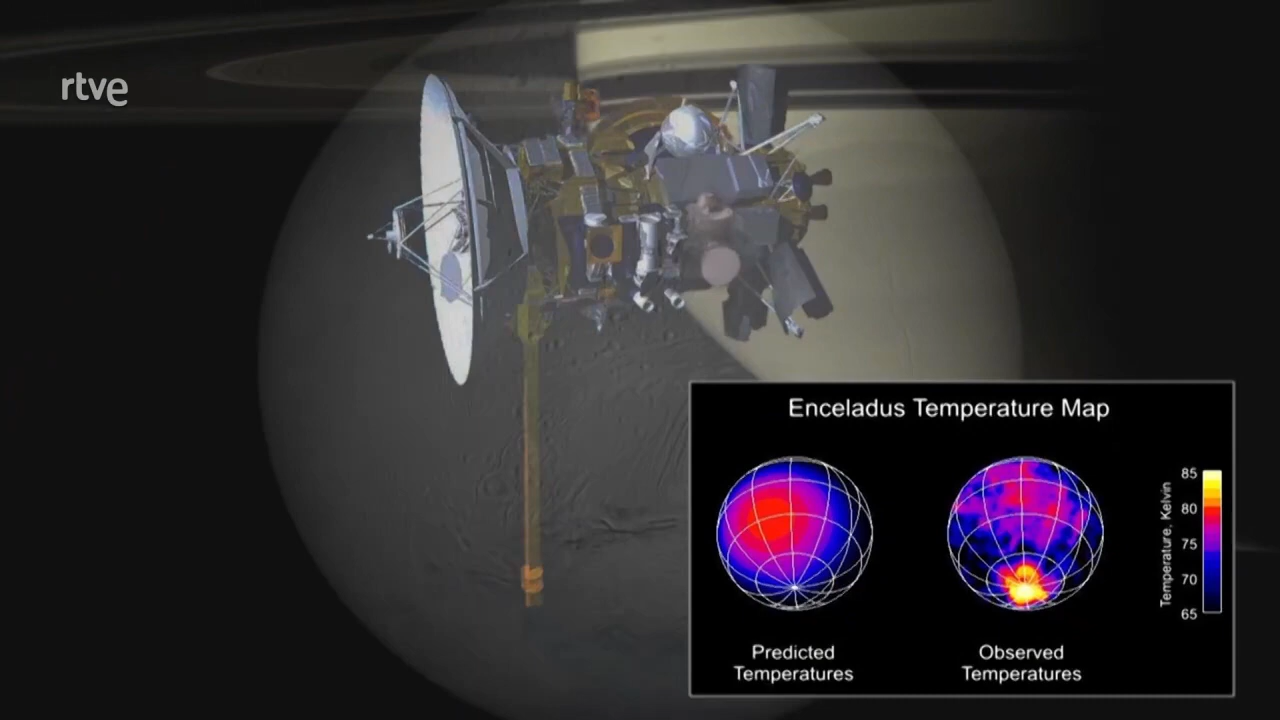 rtve
Enceladus Temperature Map
85
80
75
70
65
Temperature, Kelvin
Predicted
Temperatures
Observed
Temperatures